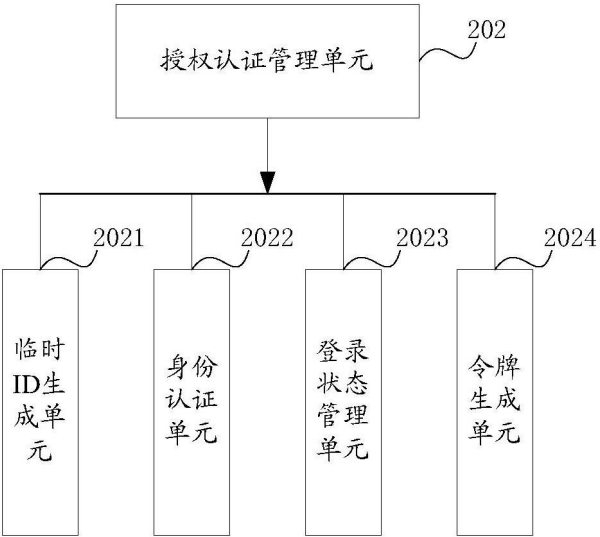 授权认证管理单元
202
2021
2022
2023
2024
临时
ID生
成单
元
身份
认证
单元
登录
状态
管理
单元
令牌
生成
单元